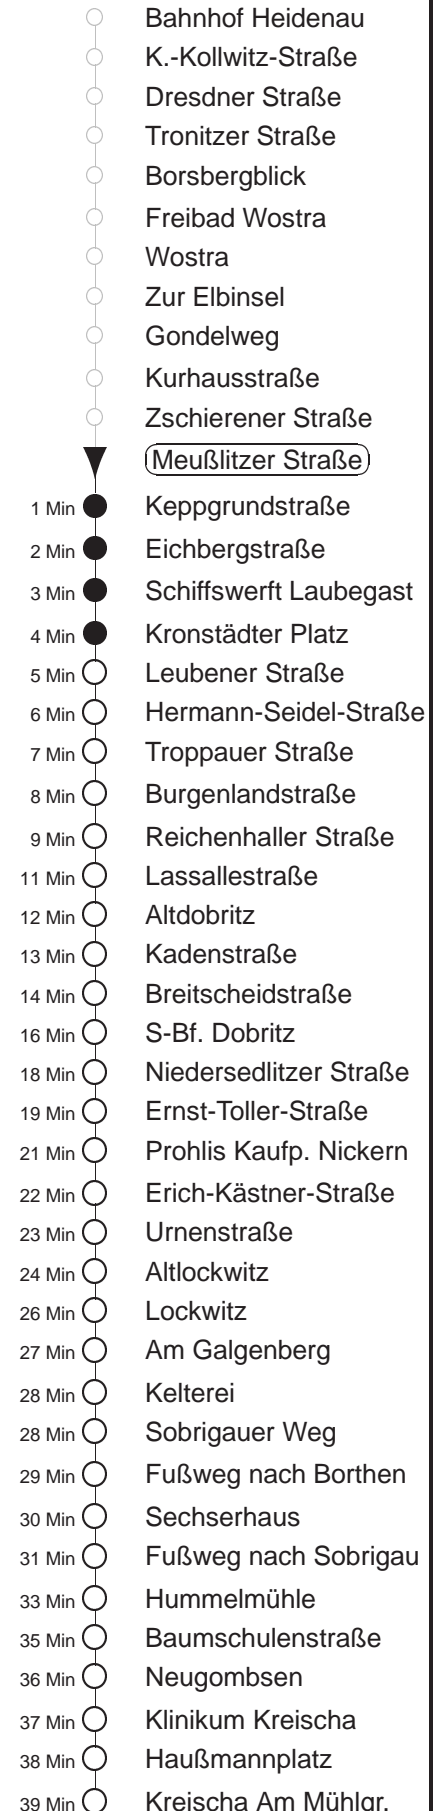 Bahnhof Heidenau
K.-Kollwitz-Straße
Dresdner Straße
Tronitzer Straße
Borsbergblick
Freibad Wostra
Wostra
Zur Elbinsel
Gondelweg
Kurhausstraße
Zschierener Straße
Meußlitzer Straße
1 Min Keppgrundstraße
2 Min Eichbergstraße
3 Min Schiffswerft Laubegast
4 Min Kronstädter Platz
5 Min Leubener Straße
6 Min Hermann-Seidel-Straße
7 Min Troppauer Straße
8 Min Burgenlandstraße
9 Min Reichenhaller Straße
11 Min Lassallestraße
12 Min Altdobritz
13 Min Kadenstraße
14 Min Breitscheidstraße
16 Min S-Bf. Dobritz
18 Min Niedersedlitzer Straße
19 Min Ernst-Toller-Straße
21 Min Prohlis Kaufp. Nickern
22 Min Erich-Kästner-Straße
23 Min Urnenstraße
24 Min Altlockwitz
26 Min Lockwitz
27 Min Am Galgenberg
28 Min Kelterei
28 Min Sobrigauer Weg
29 Min Fußweg nach Borthen
30 Min Sechserhaus
31 Min Fußweg nach Sobrigau
33 Min Hummelmühle
35 Min Baumschulenstraße
36 Min Neugombsen
37 Min Klinikum Kreischa
38 Min Haußmannplatz
39 Min Kreischa Am Mühlgr.